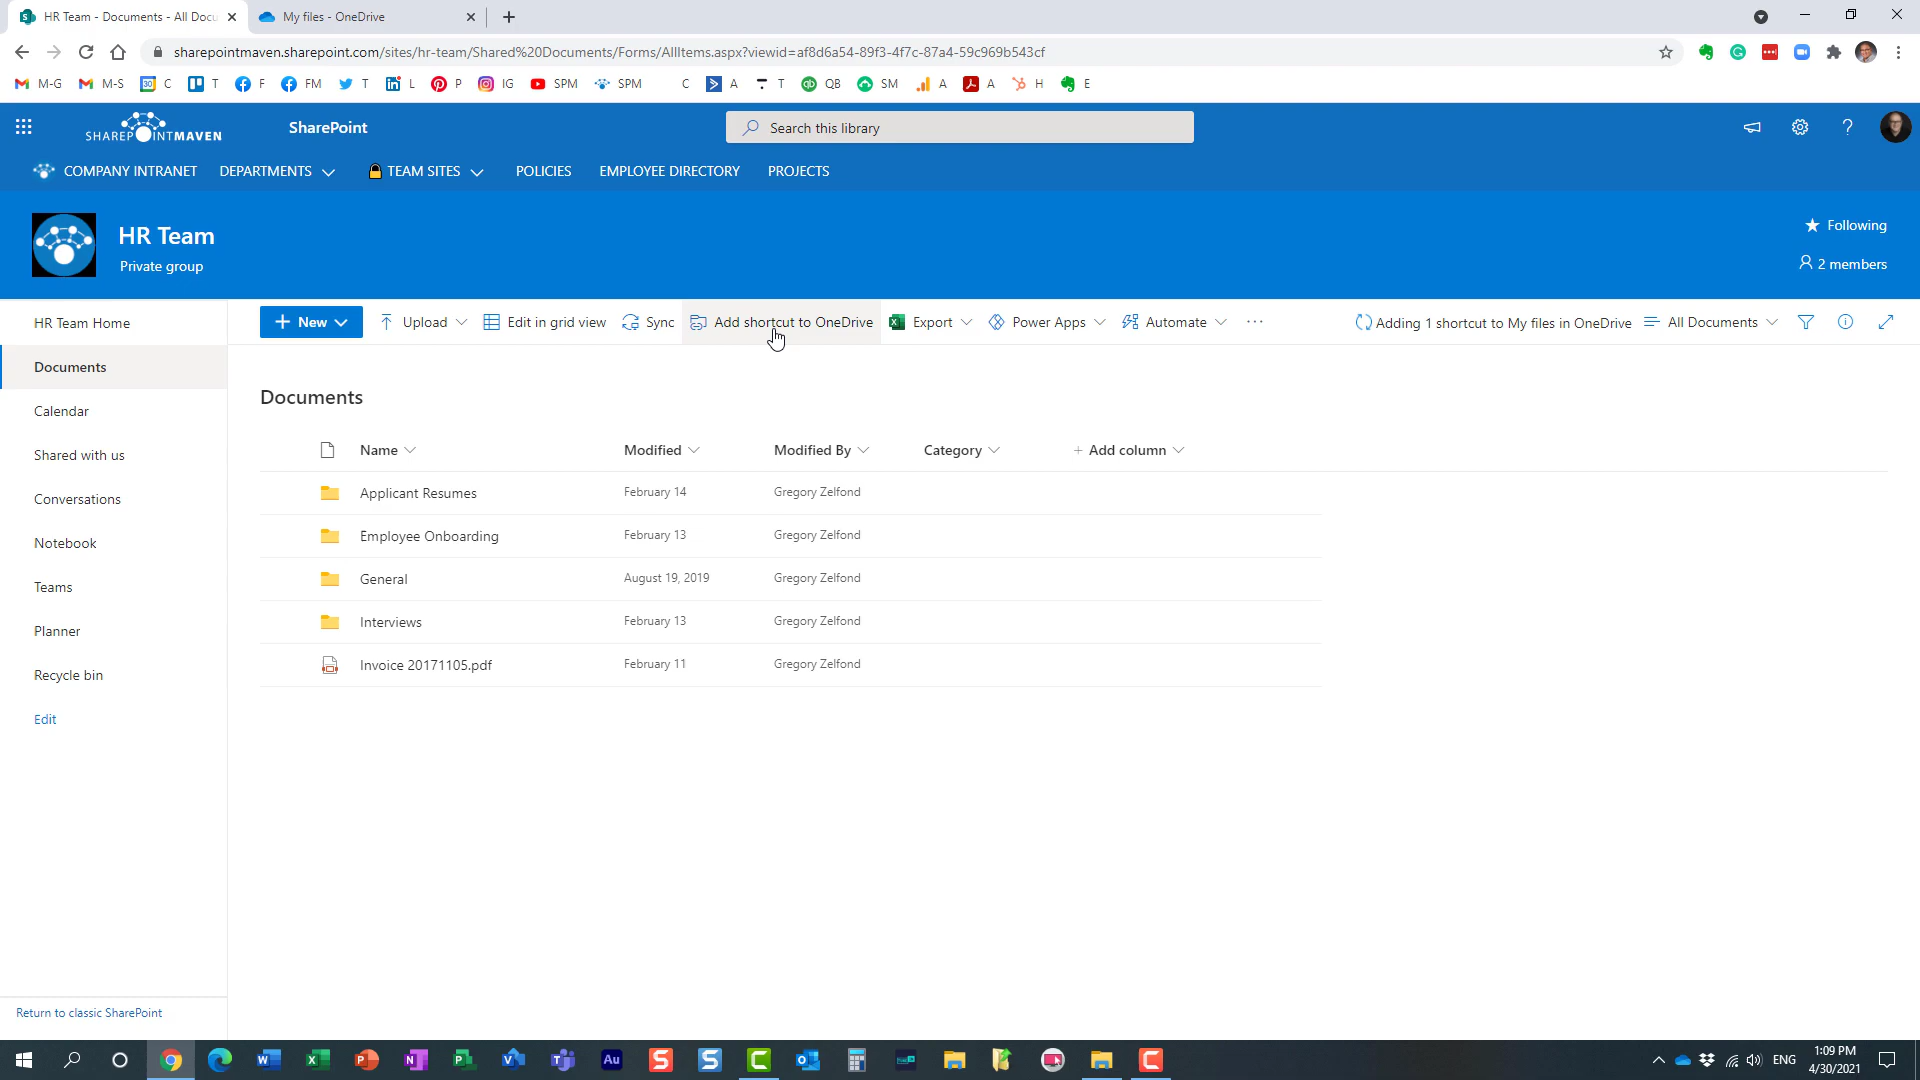 HR Team - Documents - All Docu
My files - OneDrive
sharepointmaven.sharepoint.com/sites/hr-team/Shared%20Documents/Forms/AllItems.aspx?viewid=af8d6a54-89f3-4f7c-87a4-59c969b543cf
M-G M-S C T F FM T L P IG SPM SPM C A T QB SM A A H E
SHAREPOINTMAVEN SharePoint Search this library
COMPANY INTRANET DEPARTMENTS TEAM SITES POLICIES EMPLOYEE DIRECTORY PROJECTS
HR Team
Private group
Following
2 members
HR Team Home
Documents
Calendar
Shared with us
Conversations
Notebook
Teams
Planner
Recycle bin
Edit
Return to classic SharePoint
New Upload Edit in grid view Sync Add shortcut to OneDrive Export Power Apps Automate ··· Adding 1 shortcut to My files in OneDrive All Documents
Documents
Name Modified Modified By Category + Add column
Applicant Resumes February 14 Gregory Zelfond
Employee Onboarding February 13 Gregory Zelfond
General August 19, 2019 Gregory Zelfond
Interviews February 13 Gregory Zelfond
Invoice 20171105.pdf February 11 Gregory Zelfond
ENG
1:09 PM
4/30/2021